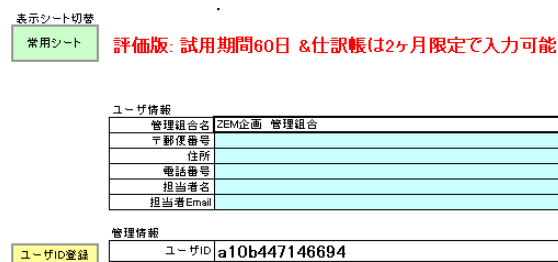 表示シート切替
常用シート
評価版: 試用期間60日 &仕訳帳は2ヶ月限定で入力可能
ユーザ情報
管理組合名 ZEM企画 管理組合
〒郵便番号
住所
電話番号
担当者名
担当者Email
管理情報
ユーザID登録 ユーザID a10b447146694